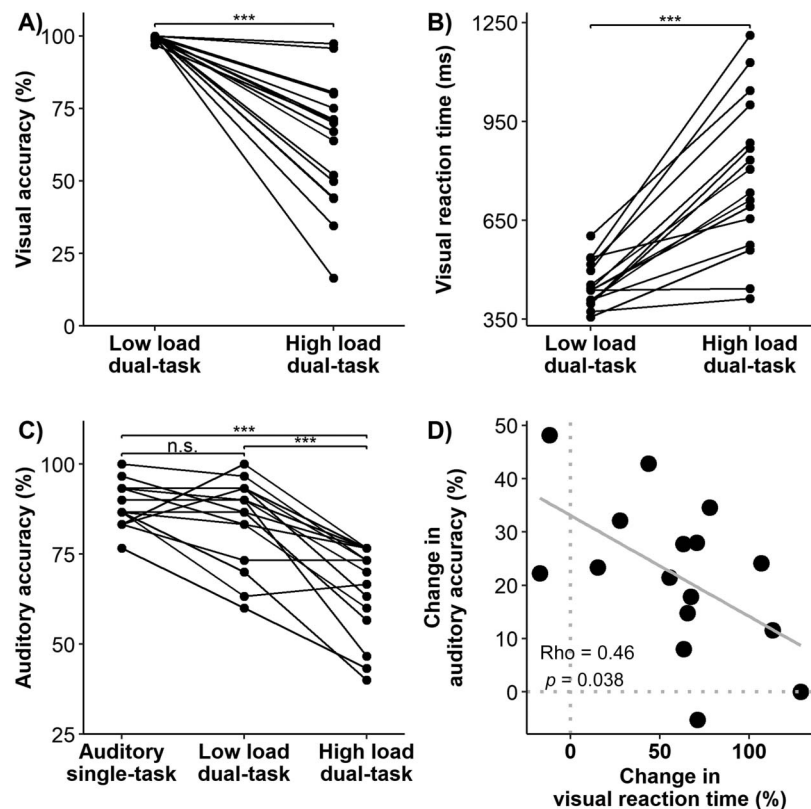 A)
***
Visual accuracy (%)
100
75
50
25
0
Low load
dual-task
High load
dual-task
B)
***
Visual reaction time (ms)
1250
950
650
350
Low load
dual-task
High load
dual-task
C)
***
n.s.
***
Auditory accuracy (%)
100
75
50
25
Auditory
single-task
Low load
dual-task
High load
dual-task
D)
Change in
auditory accuracy (%)
50
40
30
20
10
0
Rho = 0.46
p = 0.038
0
50
100
Change in
visual reaction time (%)